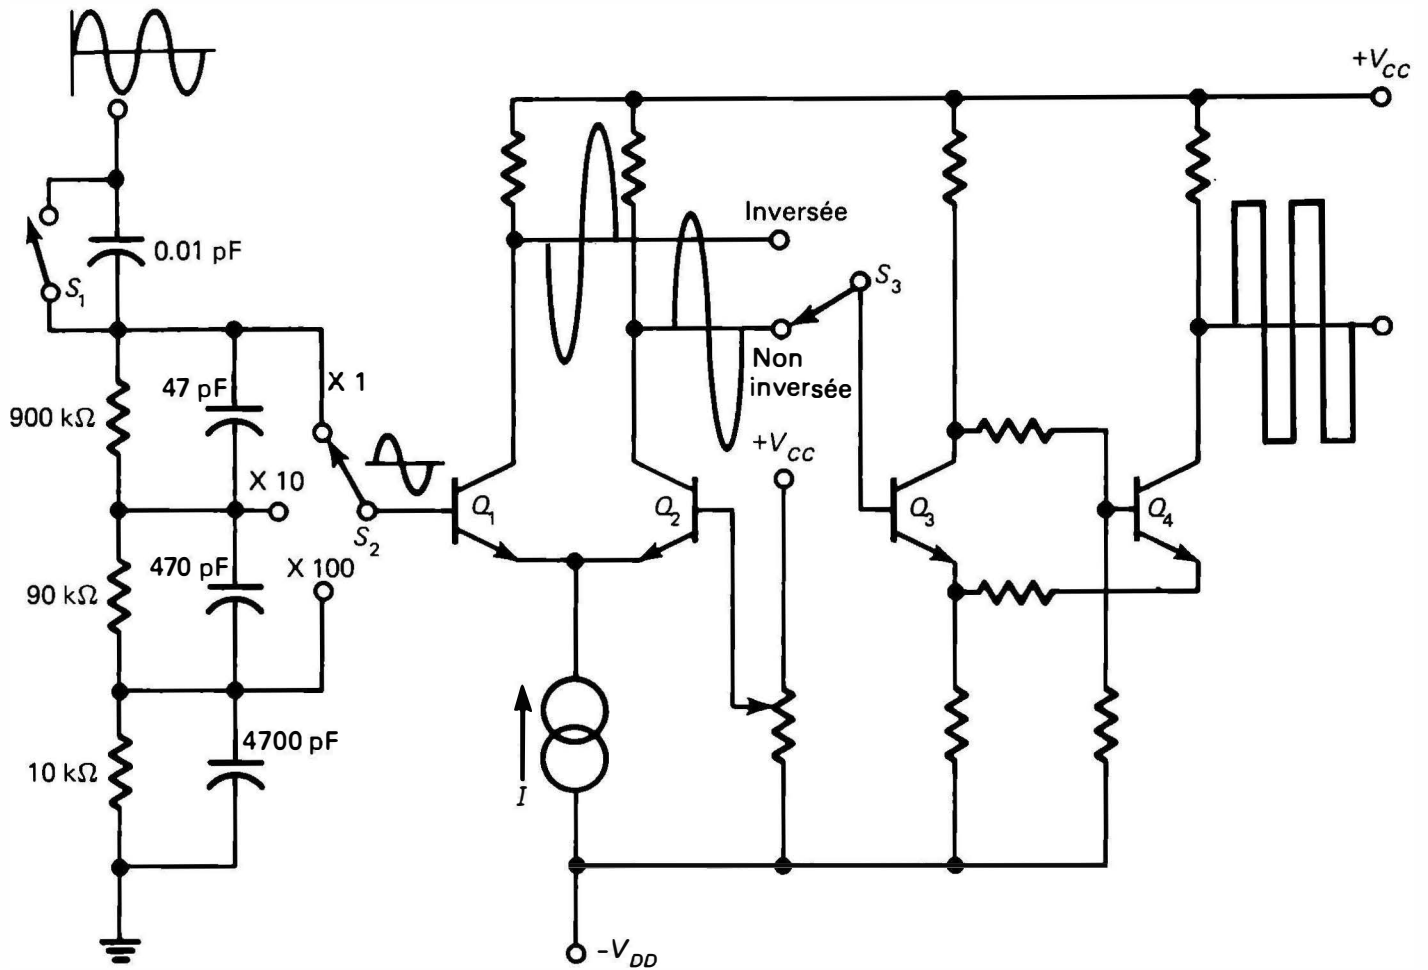 +VCC
Inversée
0.01 pF
S1
S3
47 pF
X 1
Non
inversée
900 kΩ
+VCC
X 10
Q1
Q2
Q3
Q4
S2
470 pF
X 100
90 kΩ
4700 pF
10 kΩ
I
-VDD